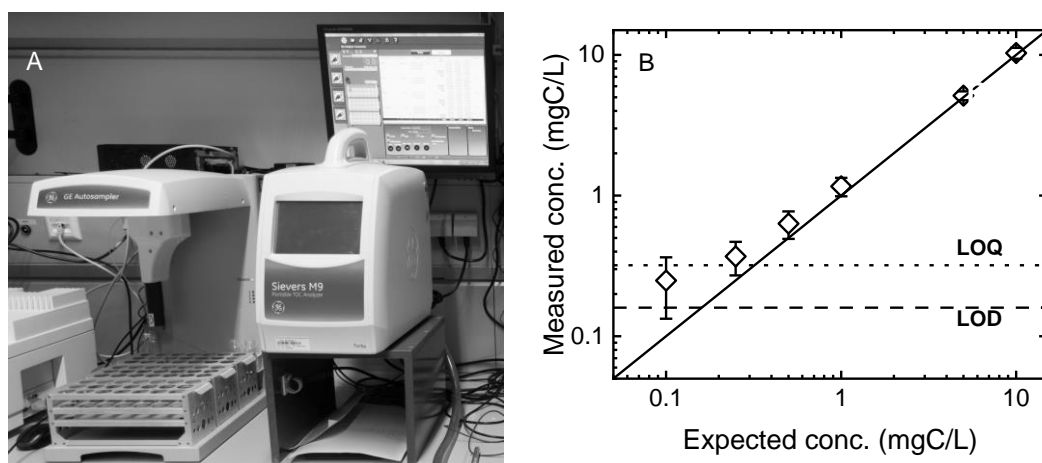 A
GE Autosampler
Sievers M9
Portable TOC Analyzer
Turbo
B
Measured conc. (mgC/L)
10
1
0.1
LOQ
LOD
0.1
1
10
Expected conc. (mgC/L)